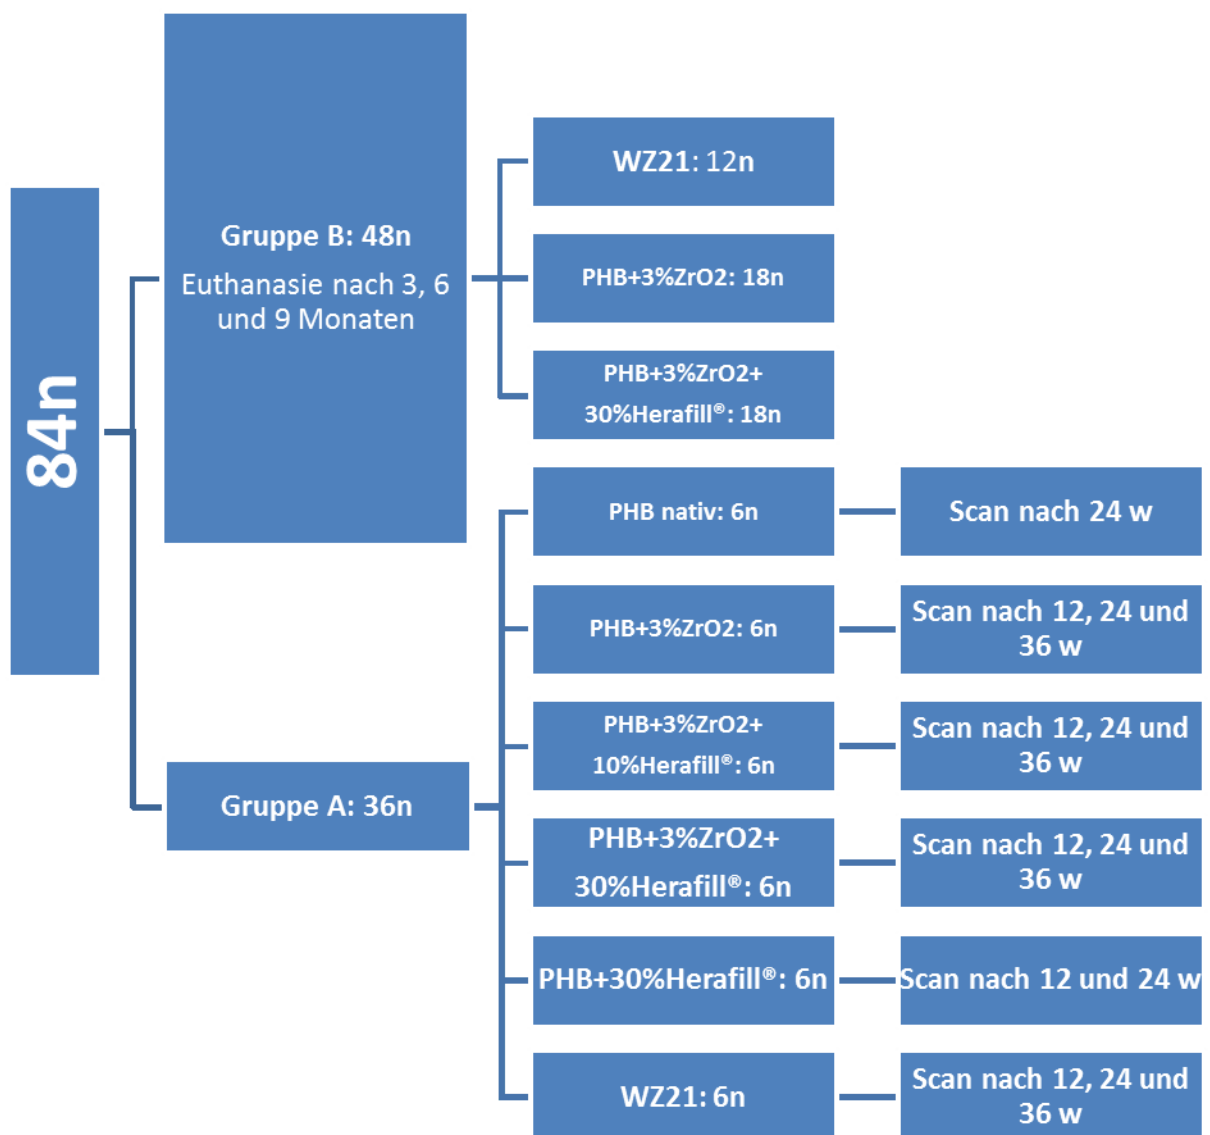 84n
Gruppe B: 48n
Euthanasie nach 3, 6
und 9 Monaten
WZ21: 12n
PHB+3%ZrO2: 18n
PHB+3%ZrO2+
30%Herafill®: 18n
Gruppe A: 36n
PHB nativ: 6n
Scan nach 24 w
PHB+3%ZrO2: 6n
Scan nach 12, 24 und
36 w
PHB+3%ZrO2+
10%Herafill®: 6n
Scan nach 12, 24 und
36 w
PHB+3%ZrO2+
30%Herafill®: 6n
Scan nach 12, 24 und
36 w
PHB+30%Herafill®: 6n
Scan nach 12 und 24 w
WZ21: 6n
Scan nach 12, 24 und
36 w